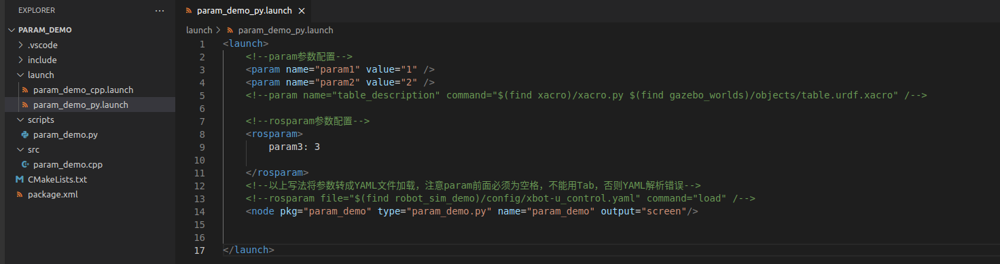 EXPLORER
···
PARAM_DEMO
.vscode
include
launch
param_demo_cpp.launch
param_demo_py.launch
scripts
param_demo.py
src
param_demo.cpp
CMakeLists.txt
package.xml
param_demo_py.launch
launch > param_demo_py.launch
1 <launch>
2 <!--param参数配置-->
3 <param name="param1" value="1" />
4 <param name="param2" value="2" />
5 <!--param name="table_description" command="$(find xacro)/xacro.py $(find gazebo_worlds)/objects/table.urdf.xacro" /-->
6
7 <!--rosparam参数配置-->
8 <rosparam>
9 param3: 3
10
11 </rosparam>
12 <!--以上写法将参数转成YAML文件加载，注意param前面必须为空格，不能用Tab，否则YAML解析错误-->
13 <!--rosparam file="$(find robot_sim_demo)/config/xbot-u_control.yaml" command="load" /-->
14 <node pkg="param_demo" type="param_demo.py" name="param_demo" output="screen"/>
15
16
17 </launch>